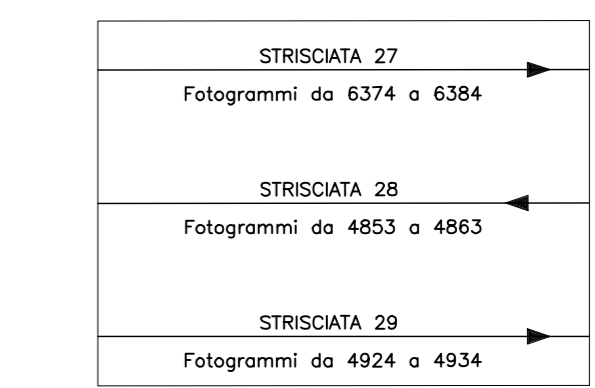 STRISCIATA 27
Fotogrammi da 6374 a 6384
STRISCIATA 28
Fotogrammi da 4853 a 4863
STRISCIATA 29
Fotogrammi da 4924 a 4934